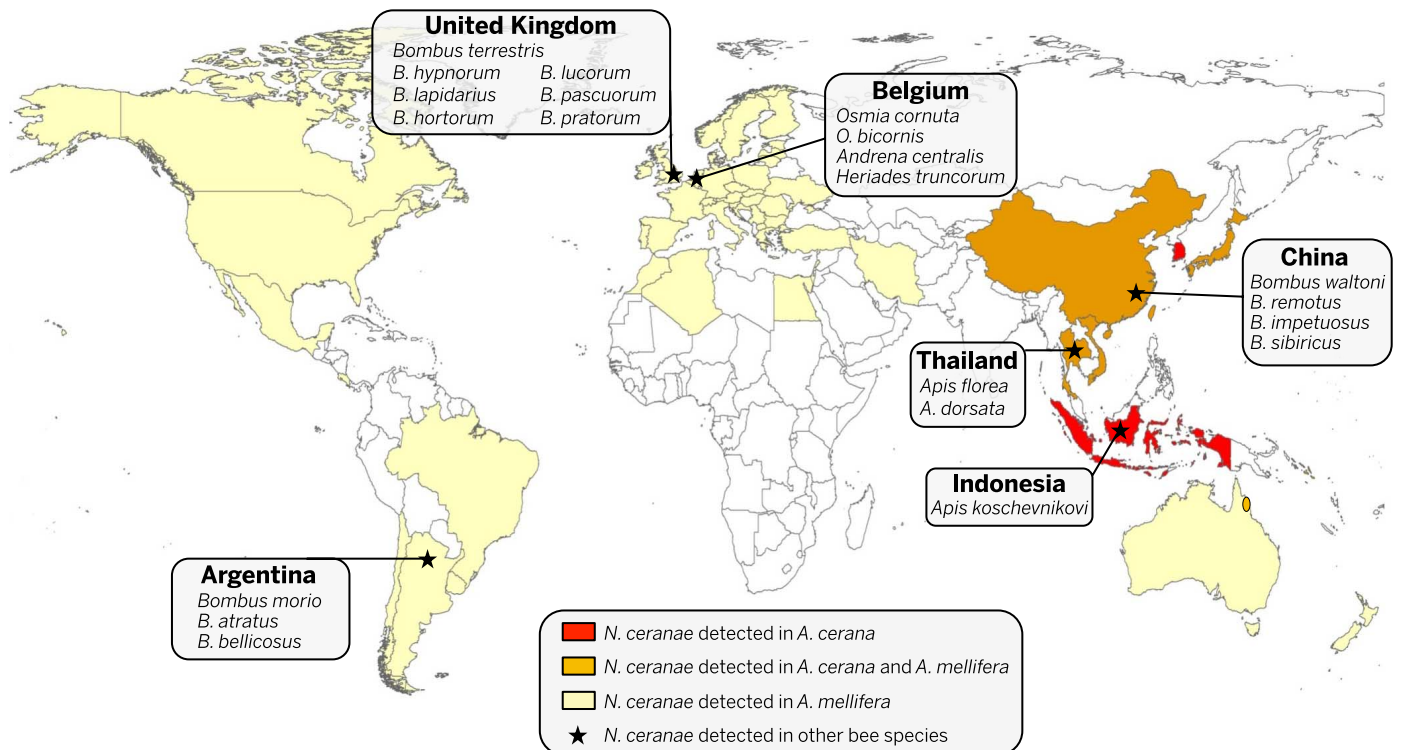 United Kingdom
Bombus terrestris
B. hypnorum B. lucorum
B. lapidarius B. pascuorum
B. hortorum B. pratorum
Belgium
Osmia cornuta
O. bicornis
Andrena centralis
Heriades truncorum
China
Bombus waltoni
B. remotus
B. impetuosus
B. sibiricus
Thailand
Apis florea
A. dorsata
Indonesia
Apis koschevnikovi
Argentina
Bombus morio
B. atratus
B. bellicosus
N. ceranae detected in A. cerana
N. ceranae detected in A. cerana and A. mellifera
N. ceranae detected in A. mellifera
N. ceranae detected in other bee species